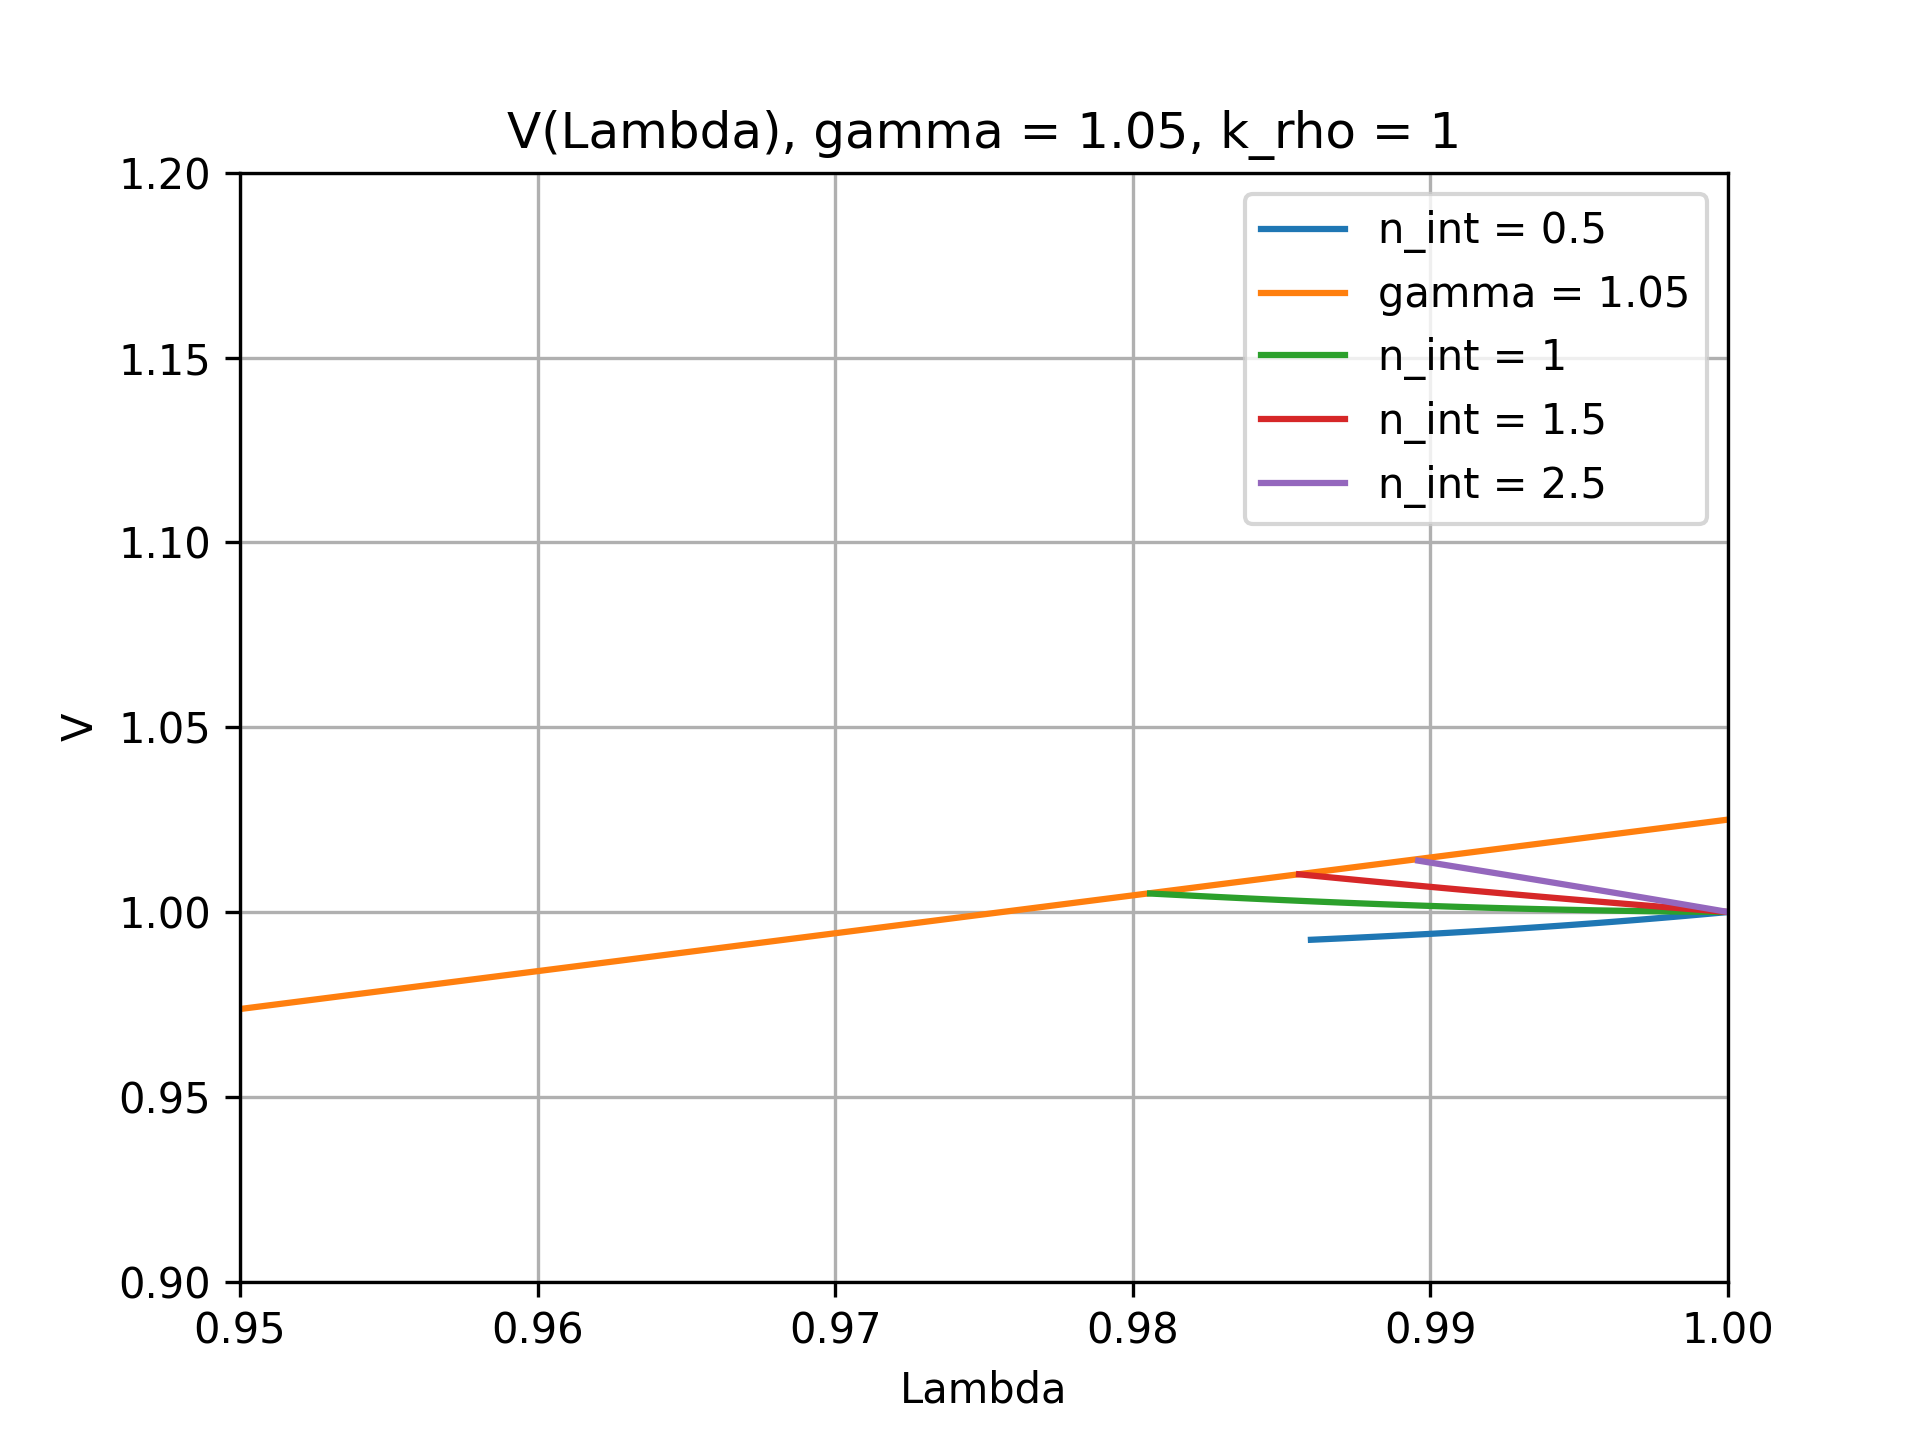 V(Lambda), gamma = 1.05, k_rho = 1
1.20
1.15
1.10
1.05
1.00
0.95
0.90
V
n_int = 0.5
gamma = 1.05
n_int = 1
n_int = 1.5
n_int = 2.5
0.95 0.96 0.97 0.98 0.99 1.00
Lambda